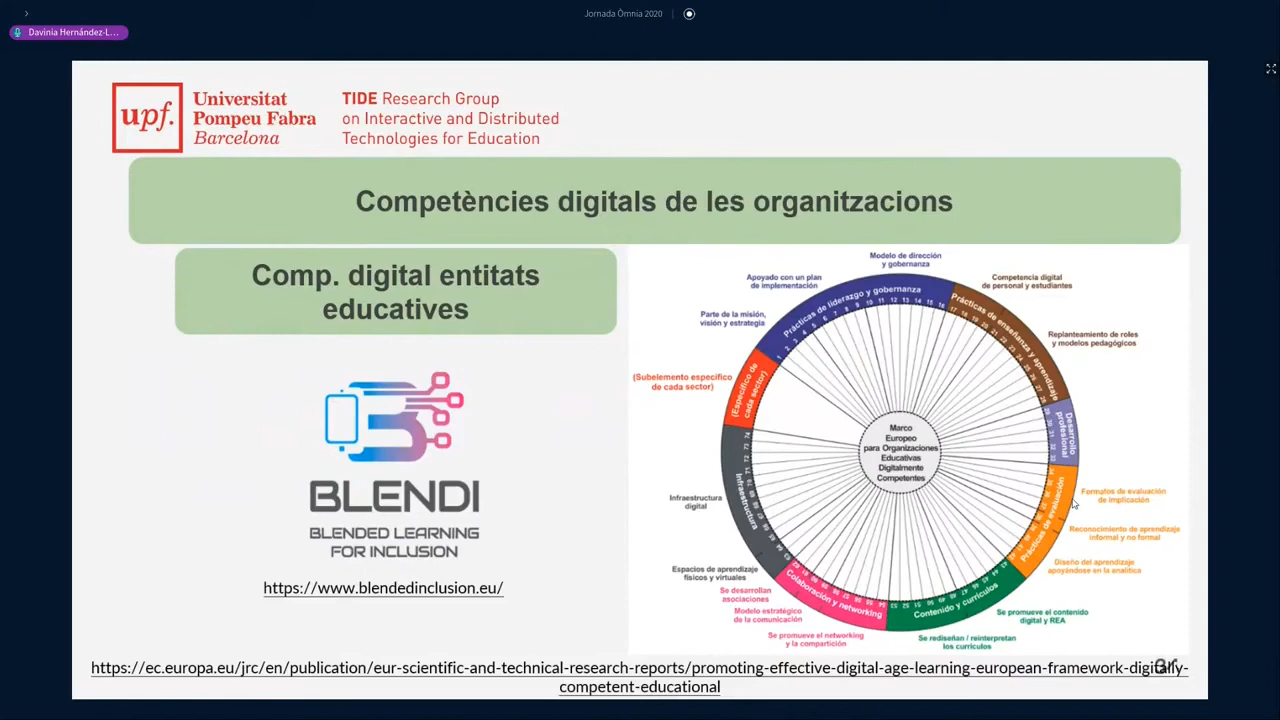 Jornada Òmnia 2020
Davinia Hernández-L...
upf.
Universitat
Pompeu Fabra
Barcelona
TIDE Research Group
on Interactive and Distributed
Technologies for Education
Competències digitals de les organitzacions
Comp. digital entitats
educatives
BLENDI
BLENDED LEARNING
FOR INCLUSION
https://www.blendedinclusion.eu/
Modelo de dirección
y gobernanza
Apoyado con un plan
de implementación
Parte de la misión,
visión y estrategia
(Subelemento específico
de cada sector)
Competencia digital
de personal y estudiantes
Replanteamiento de roles
y modelos pedagógicos
Prácticas de liderazgo y gobernanza
Prácticas de enseñanza y aprendizaje
Desarrollo
profesional
Prácticas de evaluación
Contenido y currículos
Colaboración y networking
Infraestructura
(Específico de
cada sector)
Marco
Europeo
para Organizaciones
Educativas
Digitalmente
Competentes
Formatos de evaluación
de implicación
Reconocimiento de aprendizaje
informal y no formal
Diseño del aprendizaje
apoyándose en la analítica
Se promueve el contenido
digital y REA
Se rediseñan / reinterpretan
los currículos
Se promueve el networking
y la compartición
Modelo estratégico
de la comunicación
Se desarrollan
asociaciones
Espacios de aprendizaje
físicos y virtuales
Infraestructura
digital
https://ec.europa.eu/jrc/en/publication/eur-scientific-and-technical-research-reports/promoting-effective-digital-age-learning-european-framework-digitally-
competent-educational